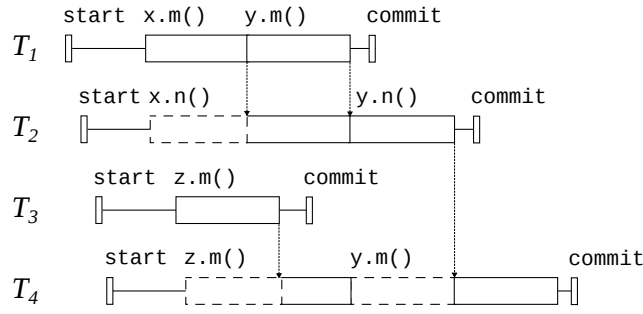 start x.m() y.m() commit
T1
start x.n() y.n() commit
T2
start z.m() commit
T3
start z.m() y.m() commit
T4